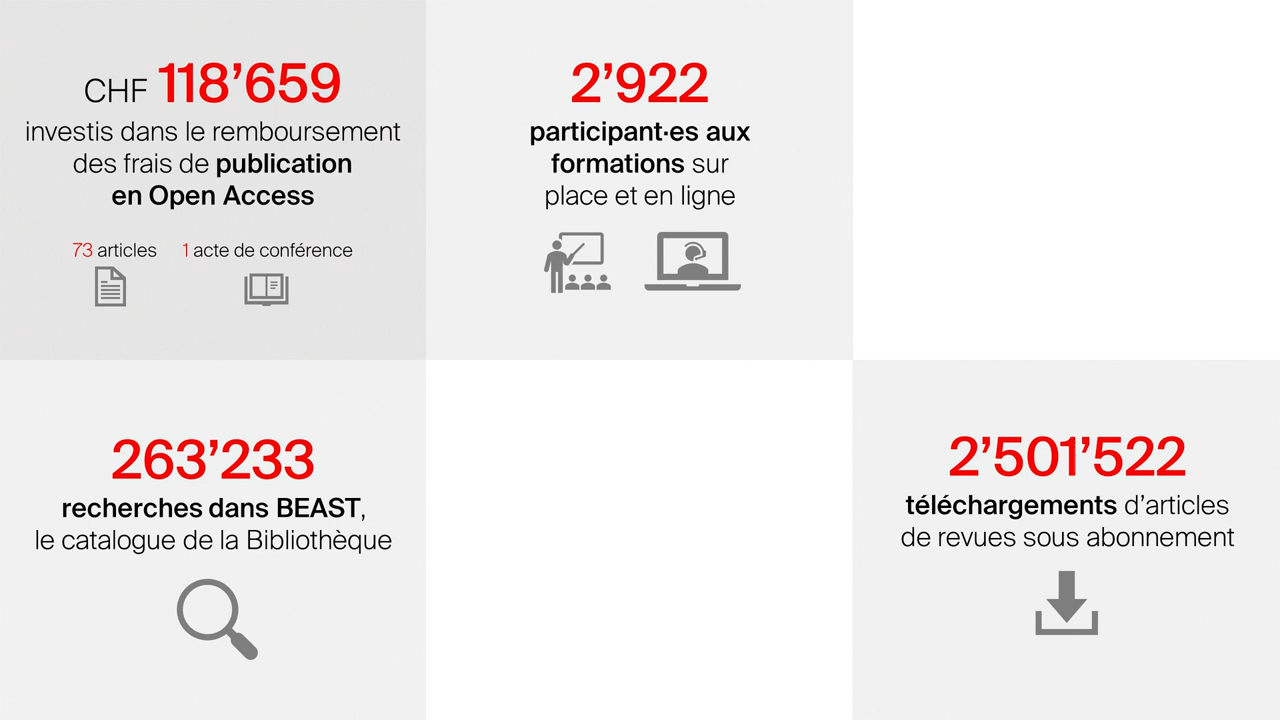 CHF 118’659
investis dans le remboursement
des frais de publication
en Open Access
73 articles
1 acte de conférence
2’922
participant·es aux
formations sur
place et en ligne
263’233
recherches dans BEAST,
le catalogue de la Bibliothèque
2’501’522
téléchargements d’articles
de revues sous abonnement